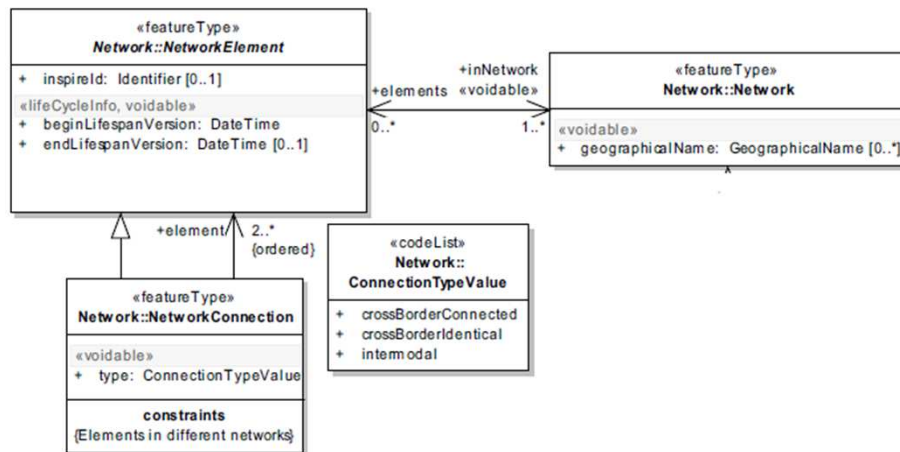 «featureType»
Network::NetworkElement
+ inspireId: Identifier [0..1]
«lifeCycleInfo, voidable»
+ beginLifespanVersion: DateTime
+ endLifespanVersion: DateTime [0..1]
+elements
0..*
+inNetwork
«voidable»
1..*
«featureType»
Network::Network
«voidable»
+ geographicalName: GeographicalName [0..*]
+element
2..*
{ordered}
«codeList»
Network::
ConnectionTypeValue
+ crossBorderConnected
+ crossBorderIdentical
+ intermodal
«featureType»
Network::NetworkConnection
«voidable»
+ type: ConnectionTypeValue
constraints
{Elements in different networks}